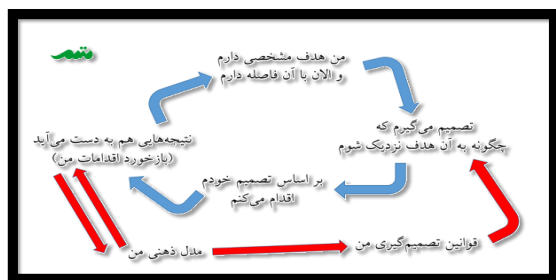 متمم
من هدف مشخصی دارم
و الان با آن فاصله دارم
تصمیم می‌گیرم که
چگونه به آن هدف نزدیک شوم
نتیجه‌هایی هم به دست می‌آید
(بازخورد اقدامات من)
بر اساس تصمیم خودم
اقدام می‌کنم
قوانین تصمیم‌گیری من
مدل ذهنی من